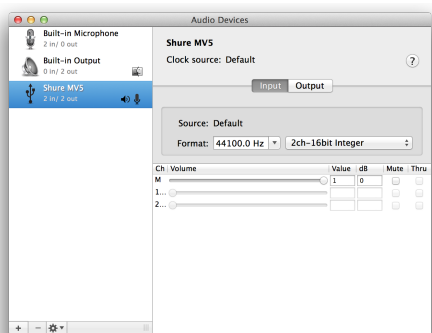 Audio Devices
Built-in Microphone
2 in/ 0 out
Built-in Output
0 in/ 2 out
Shure MV5
2 in/ 2 out
Shure MV5
Clock source: Default
?
Input Output
Source: Default
Format: 44100.0 Hz 2ch-16bit Integer
Ch Volume Value dB Mute Thru
M 1 0
1...
2...
+ -